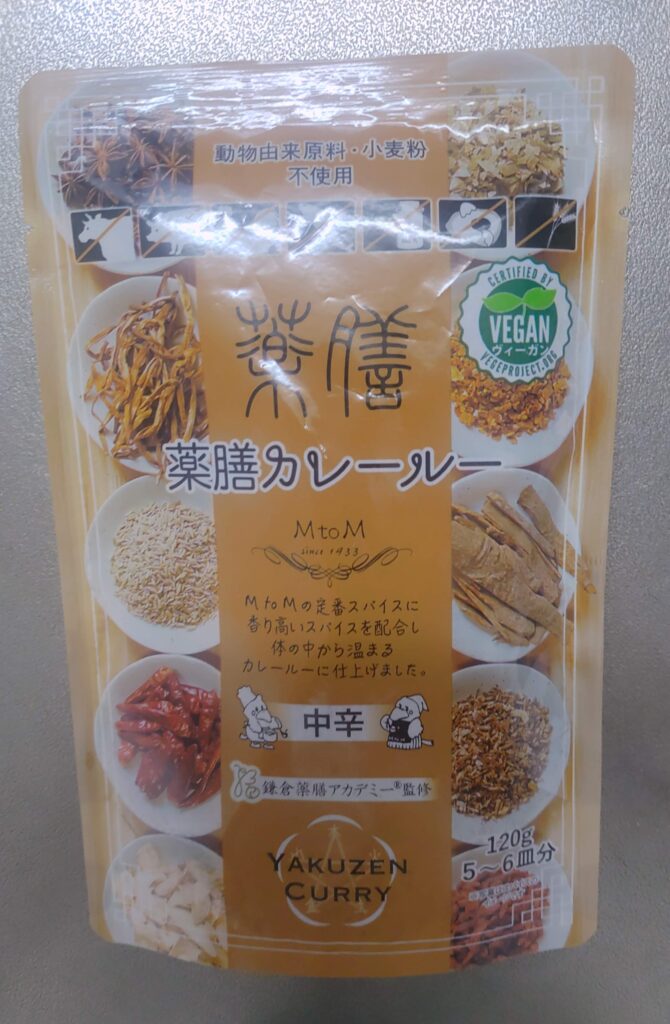 動物由来原料・小麦粉
不使用
CERTIFIED BY
VEGAN
ヴィーガン
VEGEPROJECT.ORG
薬膳
薬膳カレールー
MtoM
since 1933
MtoMの定番スパイスに
香り高いスパイスを配合し
体の中から温まる
カレールーに仕上げました。
中辛
鎌倉薬膳アカデミー®監修
120g
5〜6皿分
YAKUZEN
CURRY